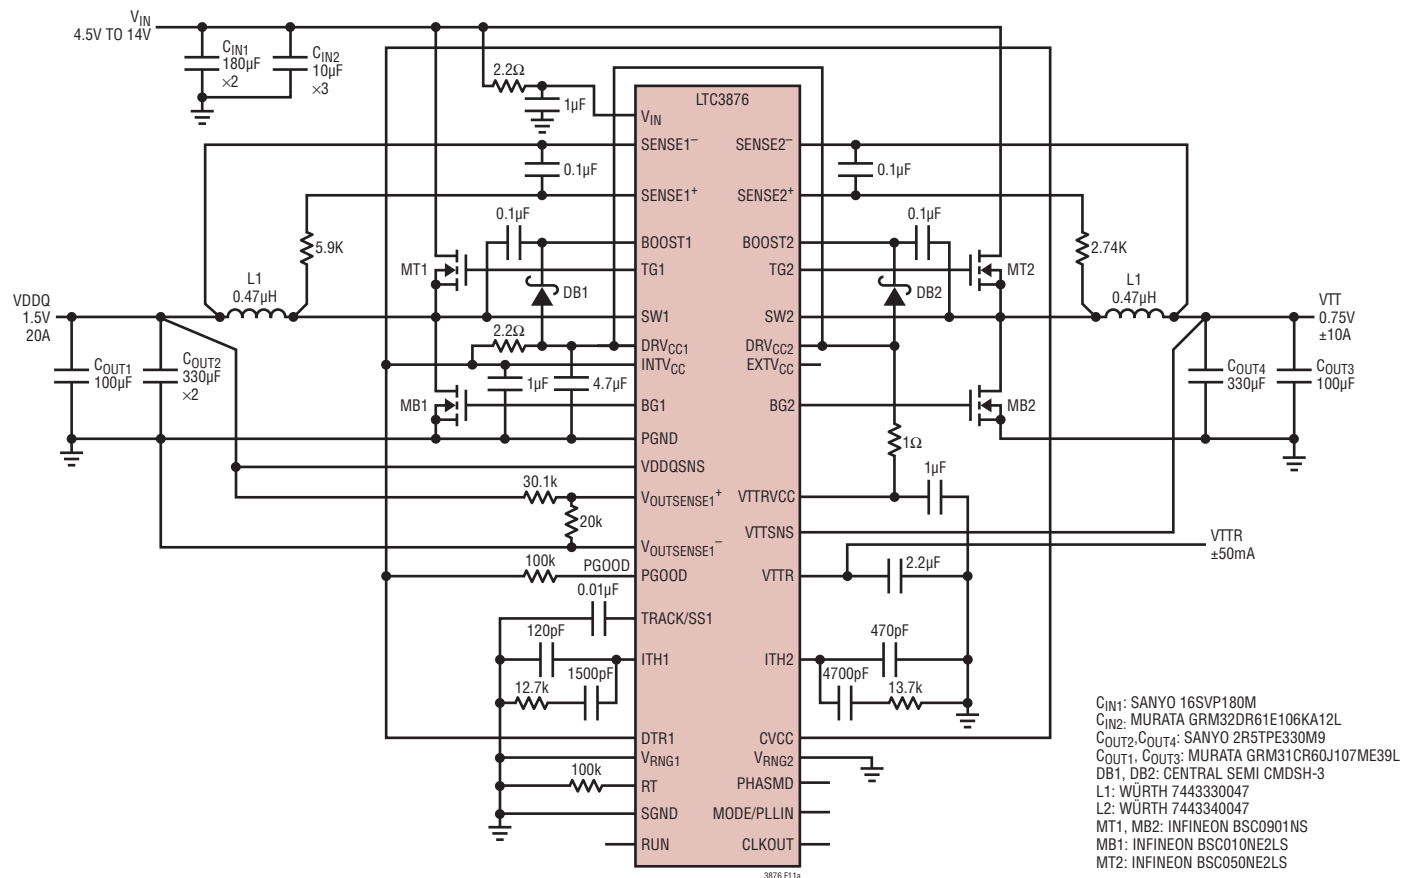 VIN
4.5V TO 14V
CIN1
180µF
×2
CIN2
10µF
×3
2.2Ω
1µF
LTC3876
VIN
SENSE1–
SENSE2–
0.1µF
0.1µF
SENSE1+
SENSE2+
0.1µF
0.1µF
5.9K
2.74K
BOOST1
BOOST2
MT1
TG1
TG2
MT2
DB1
DB2
L1
0.47µH
L1
0.47µH
VDDQ
1.5V
20A
SW1
SW2
VTT
0.75V
±10A
2.2Ω
DRVCC1
DRVCC2
INTVCC
EXTVCC
COUT1
100µF
COUT2
330µF
×2
1µF
4.7µF
COUT4
330µF
COUT3
100µF
MB1
BG1
BG2
MB2
PGND
1Ω
VDDQSNS
1µF
30.1k
VOUTSENSE1+
VTTRVCC
20k
VTTSNS
VOUTSENSE1–
VTTR
±50mA
100k
PGOOD
PGOOD
VTTR
2.2µF
0.01µF
TRACK/SS1
120pF
470pF
ITH1
ITH2
1500pF
4700pF
12.7k
13.7k
DTR1
CVCC
VRNG1
VRNG2
100k
RT
PHASMD
SGND
MODE/PLLIN
RUN
CLKOUT
3876 F11a
CIN1: SANYO 16SVP180M
CIN2: MURATA GRM32DR61E106KA12L
COUT2,COUT4: SANYO 2R5TPE330M9
COUT1, COUT3: MURATA GRM31CR60J107ME39L
DB1, DB2: CENTRAL SEMI CMDSH-3
L1: WÜRTH 7443330047
L2: WÜRTH 7443340047
MT1, MB2: INFINEON BSC0901NS
MB1: INFINEON BSC010NE2LS
MT2: INFINEON BSC050NE2LS